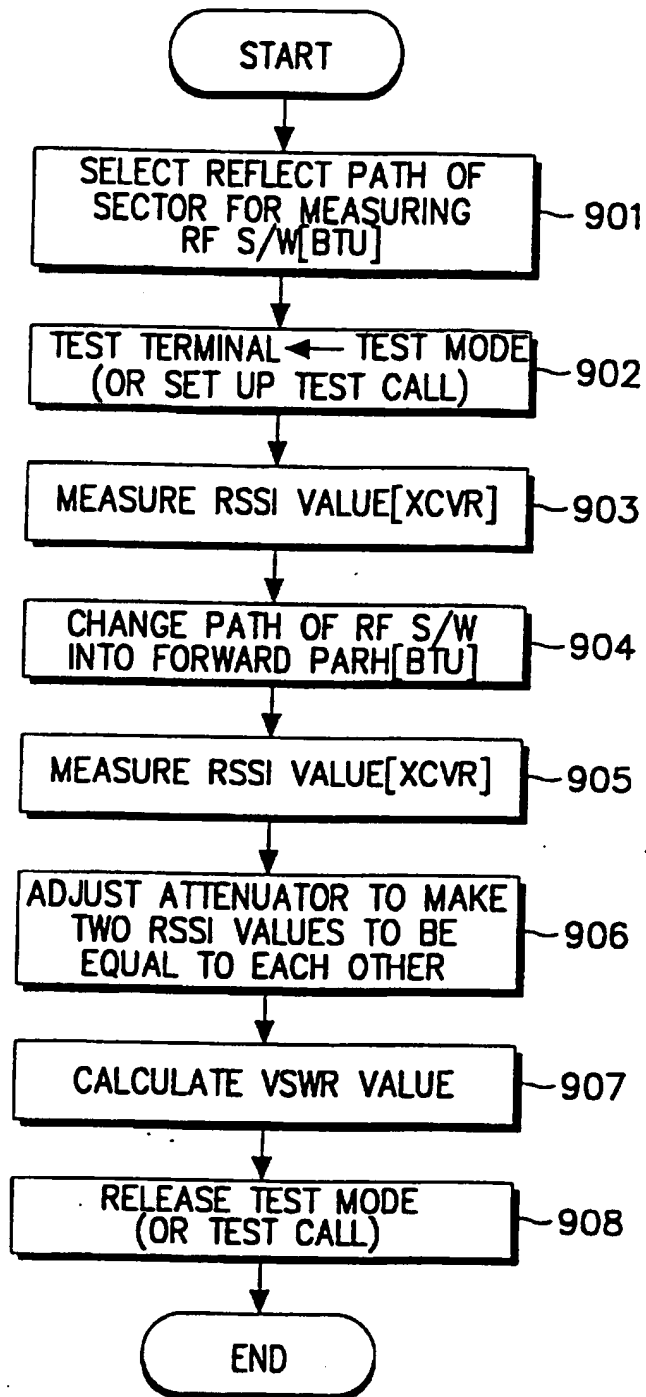 START
SELECT REFLECT PATH OF
SECTOR FOR MEASURING
RF S/W[BTU]
901
TEST TERMINAL ← TEST MODE
(OR SET UP TEST CALL)
902
MEASURE RSSI VALUE[XCVR]
903
CHANGE PATH OF RF S/W
INTO FORWARD PARH[BTU]
904
MEASURE RSSI VALUE[XCVR]
905
ADJUST ATTENUATOR TO MAKE
TWO RSSI VALUES TO BE
EQUAL TO EACH OTHER
906
CALCULATE VSWR VALUE
907
RELEASE TEST MODE
(OR TEST CALL)
908
END